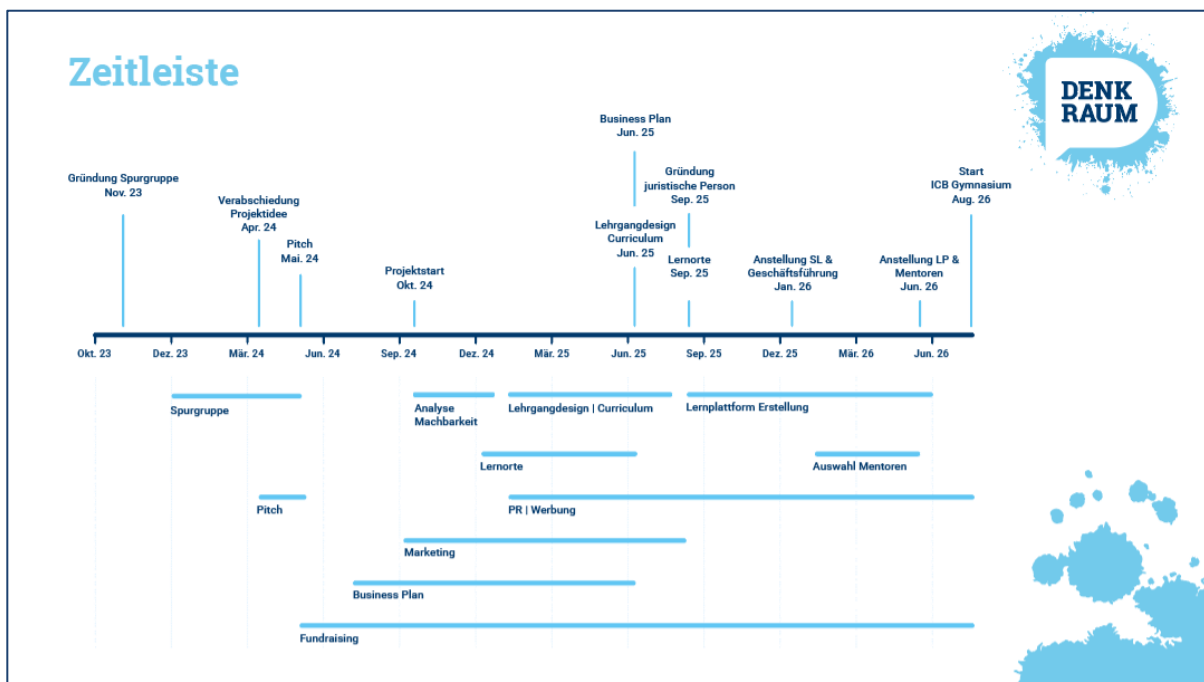 Zeitleiste
DENK
RAUM
Business Plan
Jun. 25
Gründung Spurgruppe
Nov. 23
Verabschiedung
Projektidee
Apr. 24
Pitch
Mai. 24
Projektstart
Okt. 24
Lehrgangdesign
Curriculum
Jun. 25
Gründung
juristische Person
Sep. 25
Lernorte
Sep. 25
Anstellung SL &
Geschäftsführung
Jan. 26
Anstellung LP &
Mentoren
Jun. 26
Start
ICB Gymnasium
Aug. 26
Okt. 23
Dez. 23
Mär. 24
Jun. 24
Sep. 24
Dez. 24
Mär. 25
Jun. 25
Sep. 25
Dez. 25
Mär. 26
Jun. 26
Spurgruppe
Analyse
Machbarkeit
Lehrgangdesign | Curriculum
Lernplattform Erstellung
Lernorte
Auswahl Mentoren
Pitch
PR | Werbung
Marketing
Business Plan
Fundraising